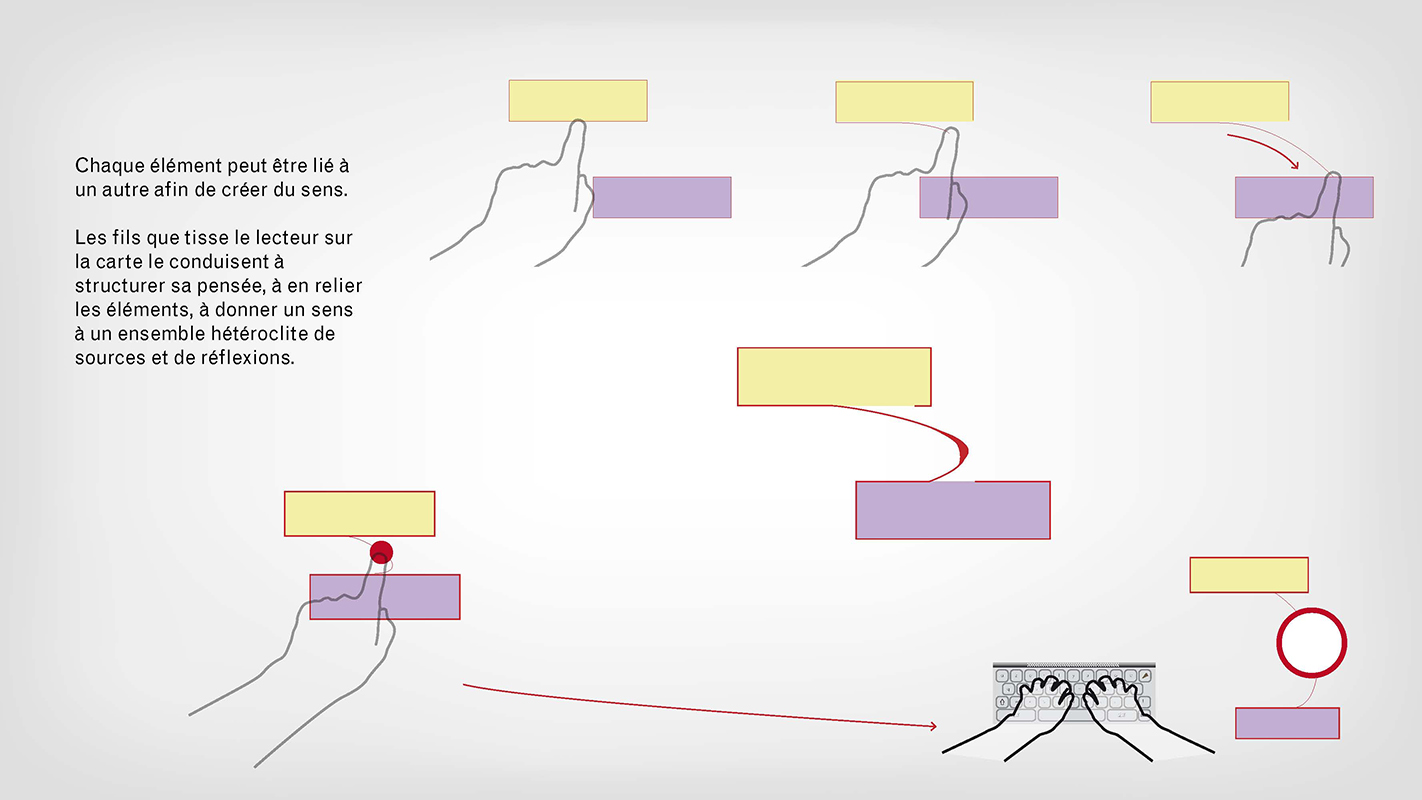 Chaque élément peut être lié à
un autre afin de créer du sens.
Les fils que tisse le lecteur sur
la carte le conduisent à
structurer sa pensée, à en relier
les éléments, à donner un sens
à un ensemble hétéroclite de
sources et de réflexions.